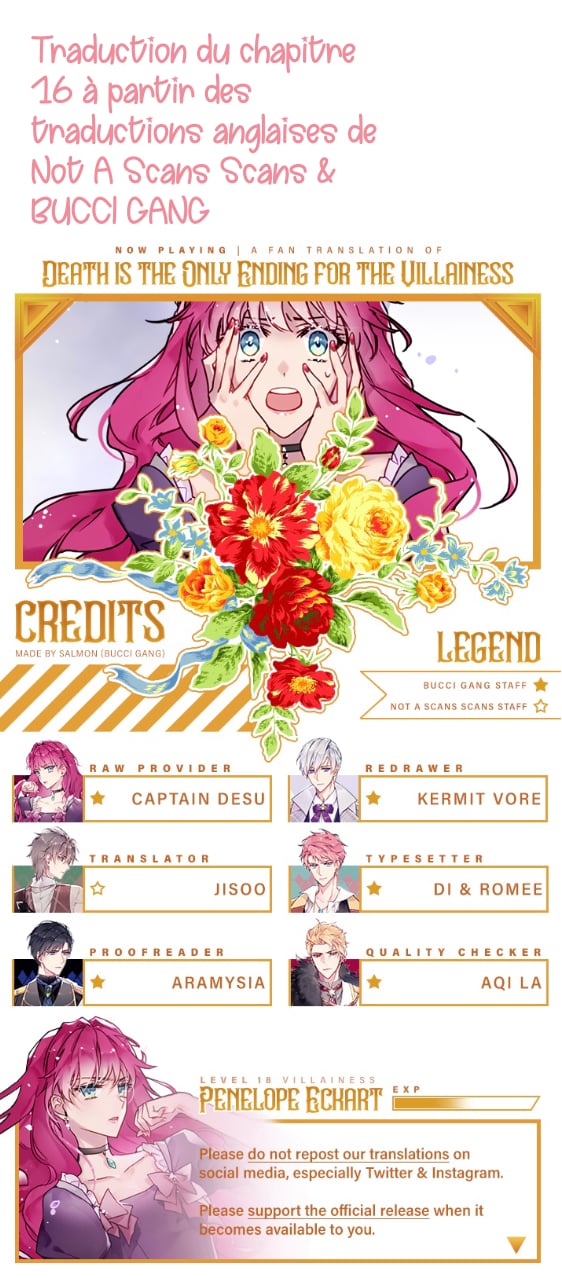 Traduction du chapitre
16 à partir des
traductions anglaises de
Not A Scans Scans &
BUCCI GANG
NOW PLAYING | A FAN TRANSLATION OF
DEATH IS THE ONLY ENDING FOR THE VILLAINESS
CREDITS
MADE BY SALMON (BUCCI GANG)
LEGEND
BUCCI GANG STAFF ★
NOT A SCANS SCANS STAFF ☆
RAW PROVIDER
★ CAPTAIN DESU
REDRAWER
★ KERMIT VORE
TRANSLATOR
☆ JISOO
TYPESETTER
★ DI & ROMEE
PROOFREADER
★ ARAMYSIA
QUALITY CHECKER
★ AQI LA
LEVEL 18 VILLAINESS
PENELOPE ECKART
EXP
Please do not repost our translations on
social media, especially Twitter & Instagram.
Please support the official release when it
becomes available to you.